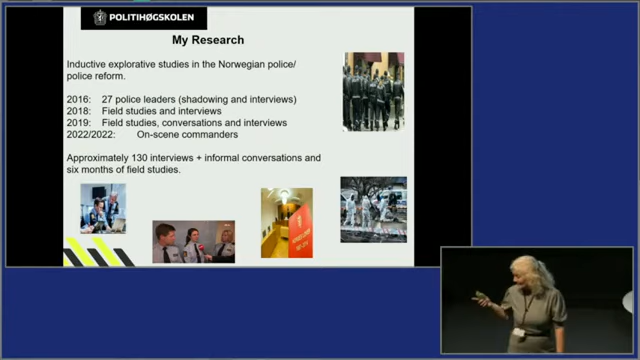 POLITIHØGSKOLEN
My Research
Inductive explorative studies in the Norwegian police/
police reform.
2016: 27 police leaders (shadowing and interviews)
2018: Field studies and interviews
2019: Field studies, conversations and interviews
2022/2022: On-scene commanders
Approximately 130 interviews + informal conversations and
six months of field studies.